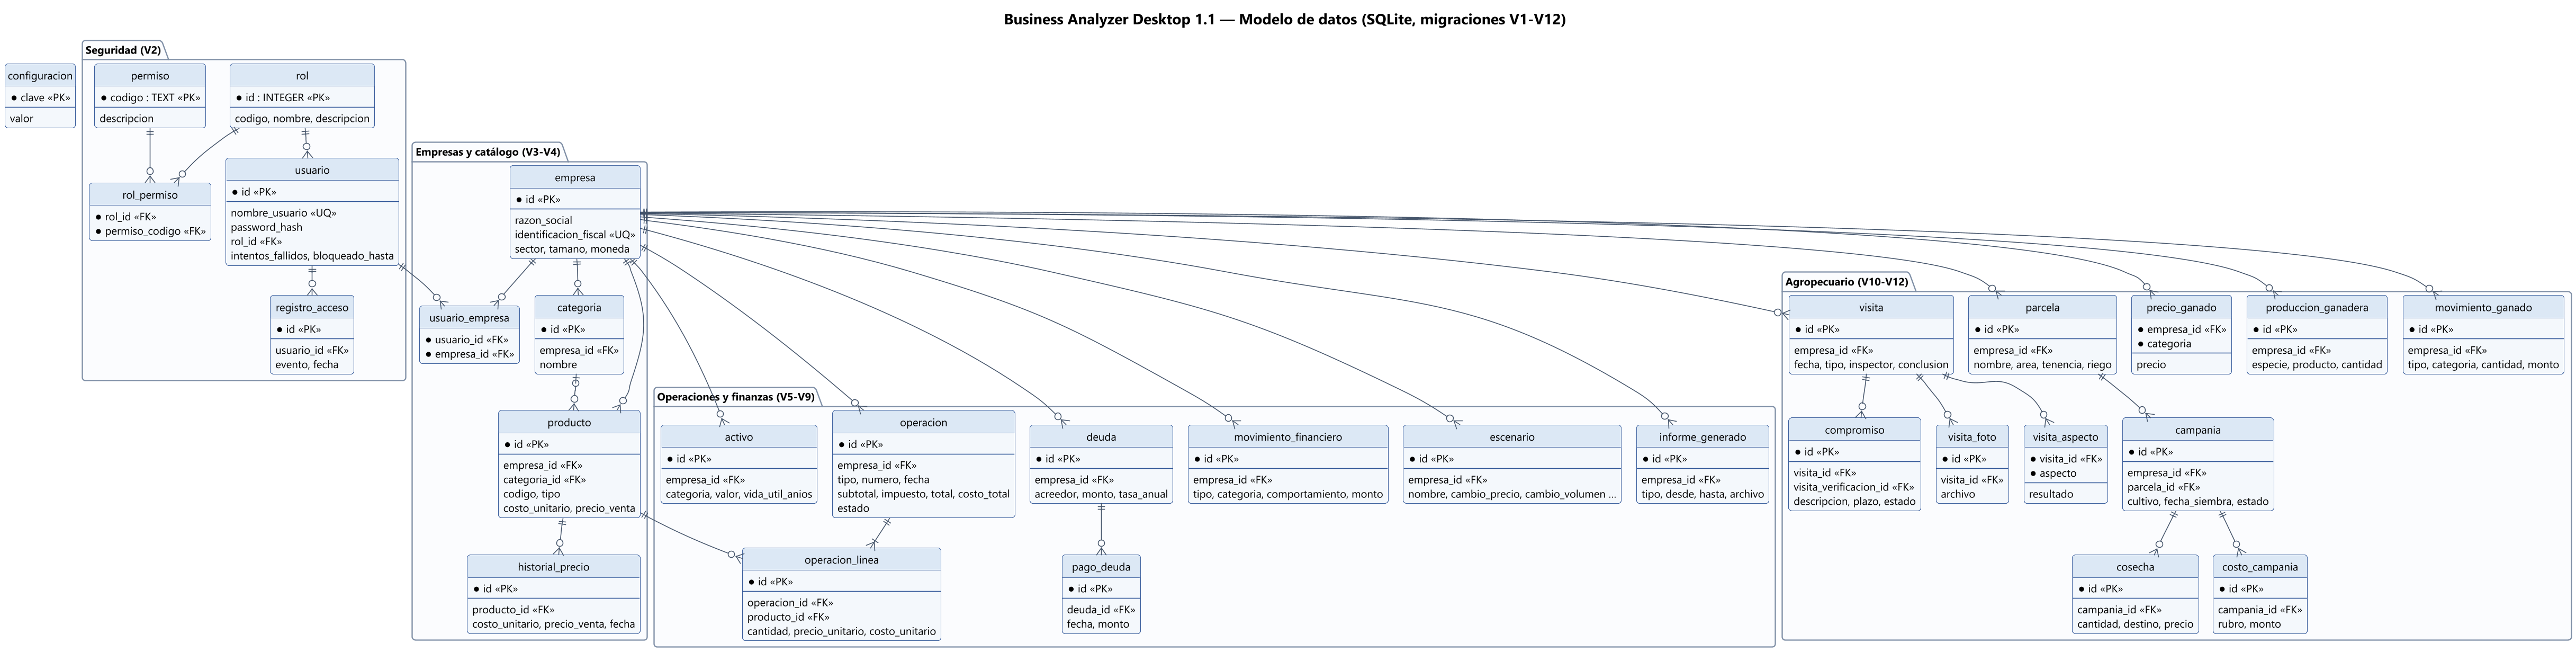 Business Analyzer Desktop 1.1 — Modelo de datos (SQLite, migraciones V1-V12)
configuracion
● clave «PK»
valor
Seguridad (V2)
permiso
● codigo : TEXT «PK»
descripcion
rol
● id : INTEGER «PK»
codigo, nombre, descripcion
rol_permiso
● rol_id «FK»
● permiso_codigo «FK»
usuario
● id «PK»
nombre_usuario «UQ»
password_hash
rol_id «FK»
intentos_fallidos, bloqueado_hasta
registro_acceso
● id «PK»
usuario_id «FK»
evento, fecha
Empresas y catálogo (V3-V4)
empresa
● id «PK»
razon_social
identificacion_fiscal «UQ»
sector, tamano, moneda
usuario_empresa
● usuario_id «FK»
● empresa_id «FK»
categoria
● id «PK»
empresa_id «FK»
nombre
producto
● id «PK»
empresa_id «FK»
categoria_id «FK»
codigo, tipo
costo_unitario, precio_venta
historial_precio
● id «PK»
producto_id «FK»
costo_unitario, precio_venta, fecha
Operaciones y finanzas (V5-V9)
activo
● id «PK»
empresa_id «FK»
categoria, valor, vida_util_anios
operacion
● id «PK»
empresa_id «FK»
tipo, numero, fecha
subtotal, impuesto, total, costo_total
estado
deuda
● id «PK»
empresa_id «FK»
acreedor, monto, tasa_anual
movimiento_financiero
● id «PK»
empresa_id «FK»
tipo, categoria, comportamiento, monto
escenario
● id «PK»
empresa_id «FK»
nombre, cambio_precio, cambio_volumen ...
informe_generado
● id «PK»
empresa_id «FK»
tipo, desde, hasta, archivo
operacion_linea
● id «PK»
operacion_id «FK»
producto_id «FK»
cantidad, precio_unitario, costo_unitario
pago_deuda
● id «PK»
deuda_id «FK»
fecha, monto
Agropecuario (V10-V12)
visita
● id «PK»
empresa_id «FK»
fecha, tipo, inspector, conclusion
parcela
● id «PK»
empresa_id «FK»
nombre, area, tenencia, riego
precio_ganado
● empresa_id «FK»
● categoria
precio
produccion_ganadera
● id «PK»
empresa_id «FK»
especie, producto, cantidad
movimiento_ganado
● id «PK»
empresa_id «FK»
tipo, categoria, cantidad, monto
compromiso
● id «PK»
visita_id «FK»
visita_verificacion_id «FK»
descripcion, plazo, estado
visita_foto
● id «PK»
visita_id «FK»
archivo
visita_aspecto
● visita_id «FK»
● aspecto
resultado
campania
● id «PK»
empresa_id «FK»
parcela_id «FK»
cultivo, fecha_siembra, estado
cosecha
● id «PK»
campania_id «FK»
cantidad, destino, precio
costo_campania
● id «PK»
campania_id «FK»
rubro, monto